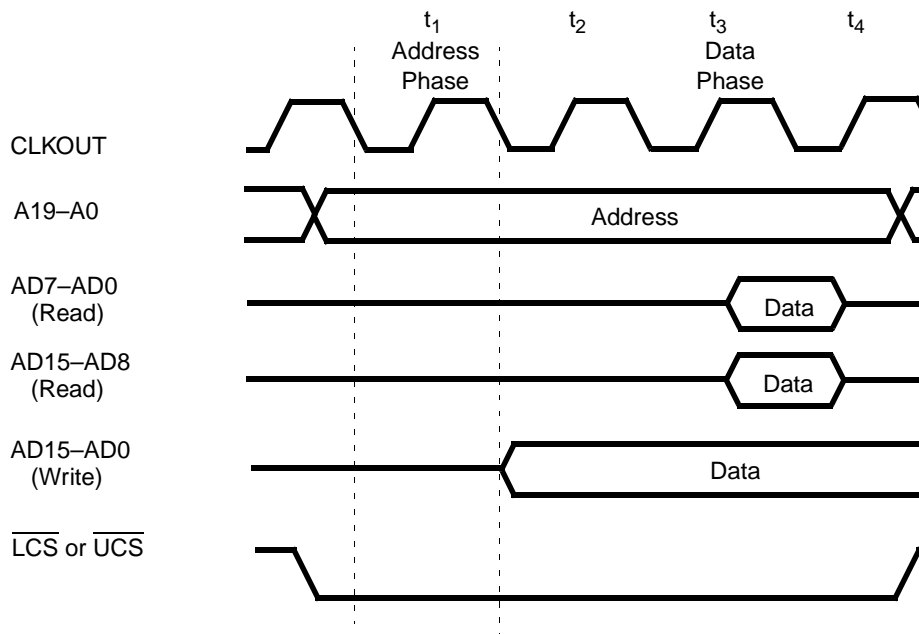 t1
Address
Phase
t2
t3
Data
Phase
t4
CLKOUT
A19–A0
Address
AD7–AD0
(Read)
Data
AD15–AD8
(Read)
Data
AD15–AD0
(Write)
Data
LCS or UCS